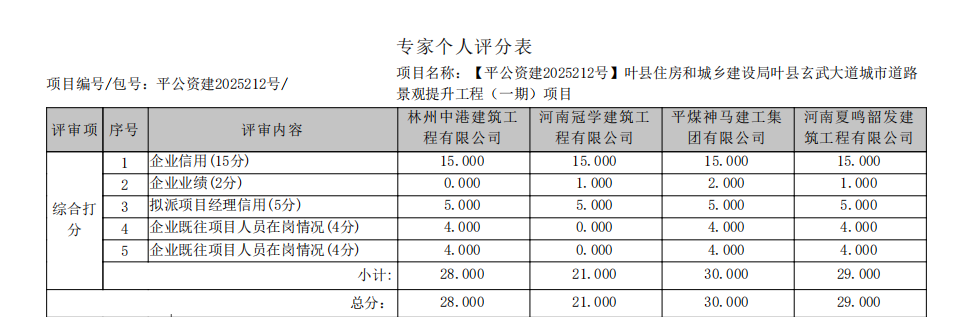 专家个人评分表
项目编号/包号：平公资建2025212号/
项目名称：【平公资建2025212号】叶县住房和城乡建设局叶县玄武大道城市道路
景观提升工程（一期）项目
评审项 序号 评审内容 林州中港建筑工程有限公司 河南冠学建筑工程有限公司 平煤神马建工集团有限公司 河南夏鸣韶发建筑工程有限公司
综合打分
1 企业信用(15分) 15.000 15.000 15.000 15.000
2 企业业绩(2分) 0.000 1.000 2.000 1.000
3 拟派项目经理信用(5分) 5.000 5.000 5.000 5.000
4 企业既往项目人员在岗情况(4分) 4.000 0.000 4.000 4.000
5 企业既往项目人员在岗情况(4分) 4.000 0.000 4.000 4.000
小计: 28.000 21.000 30.000 29.000
总分： 28.000 21.000 30.000 29.000